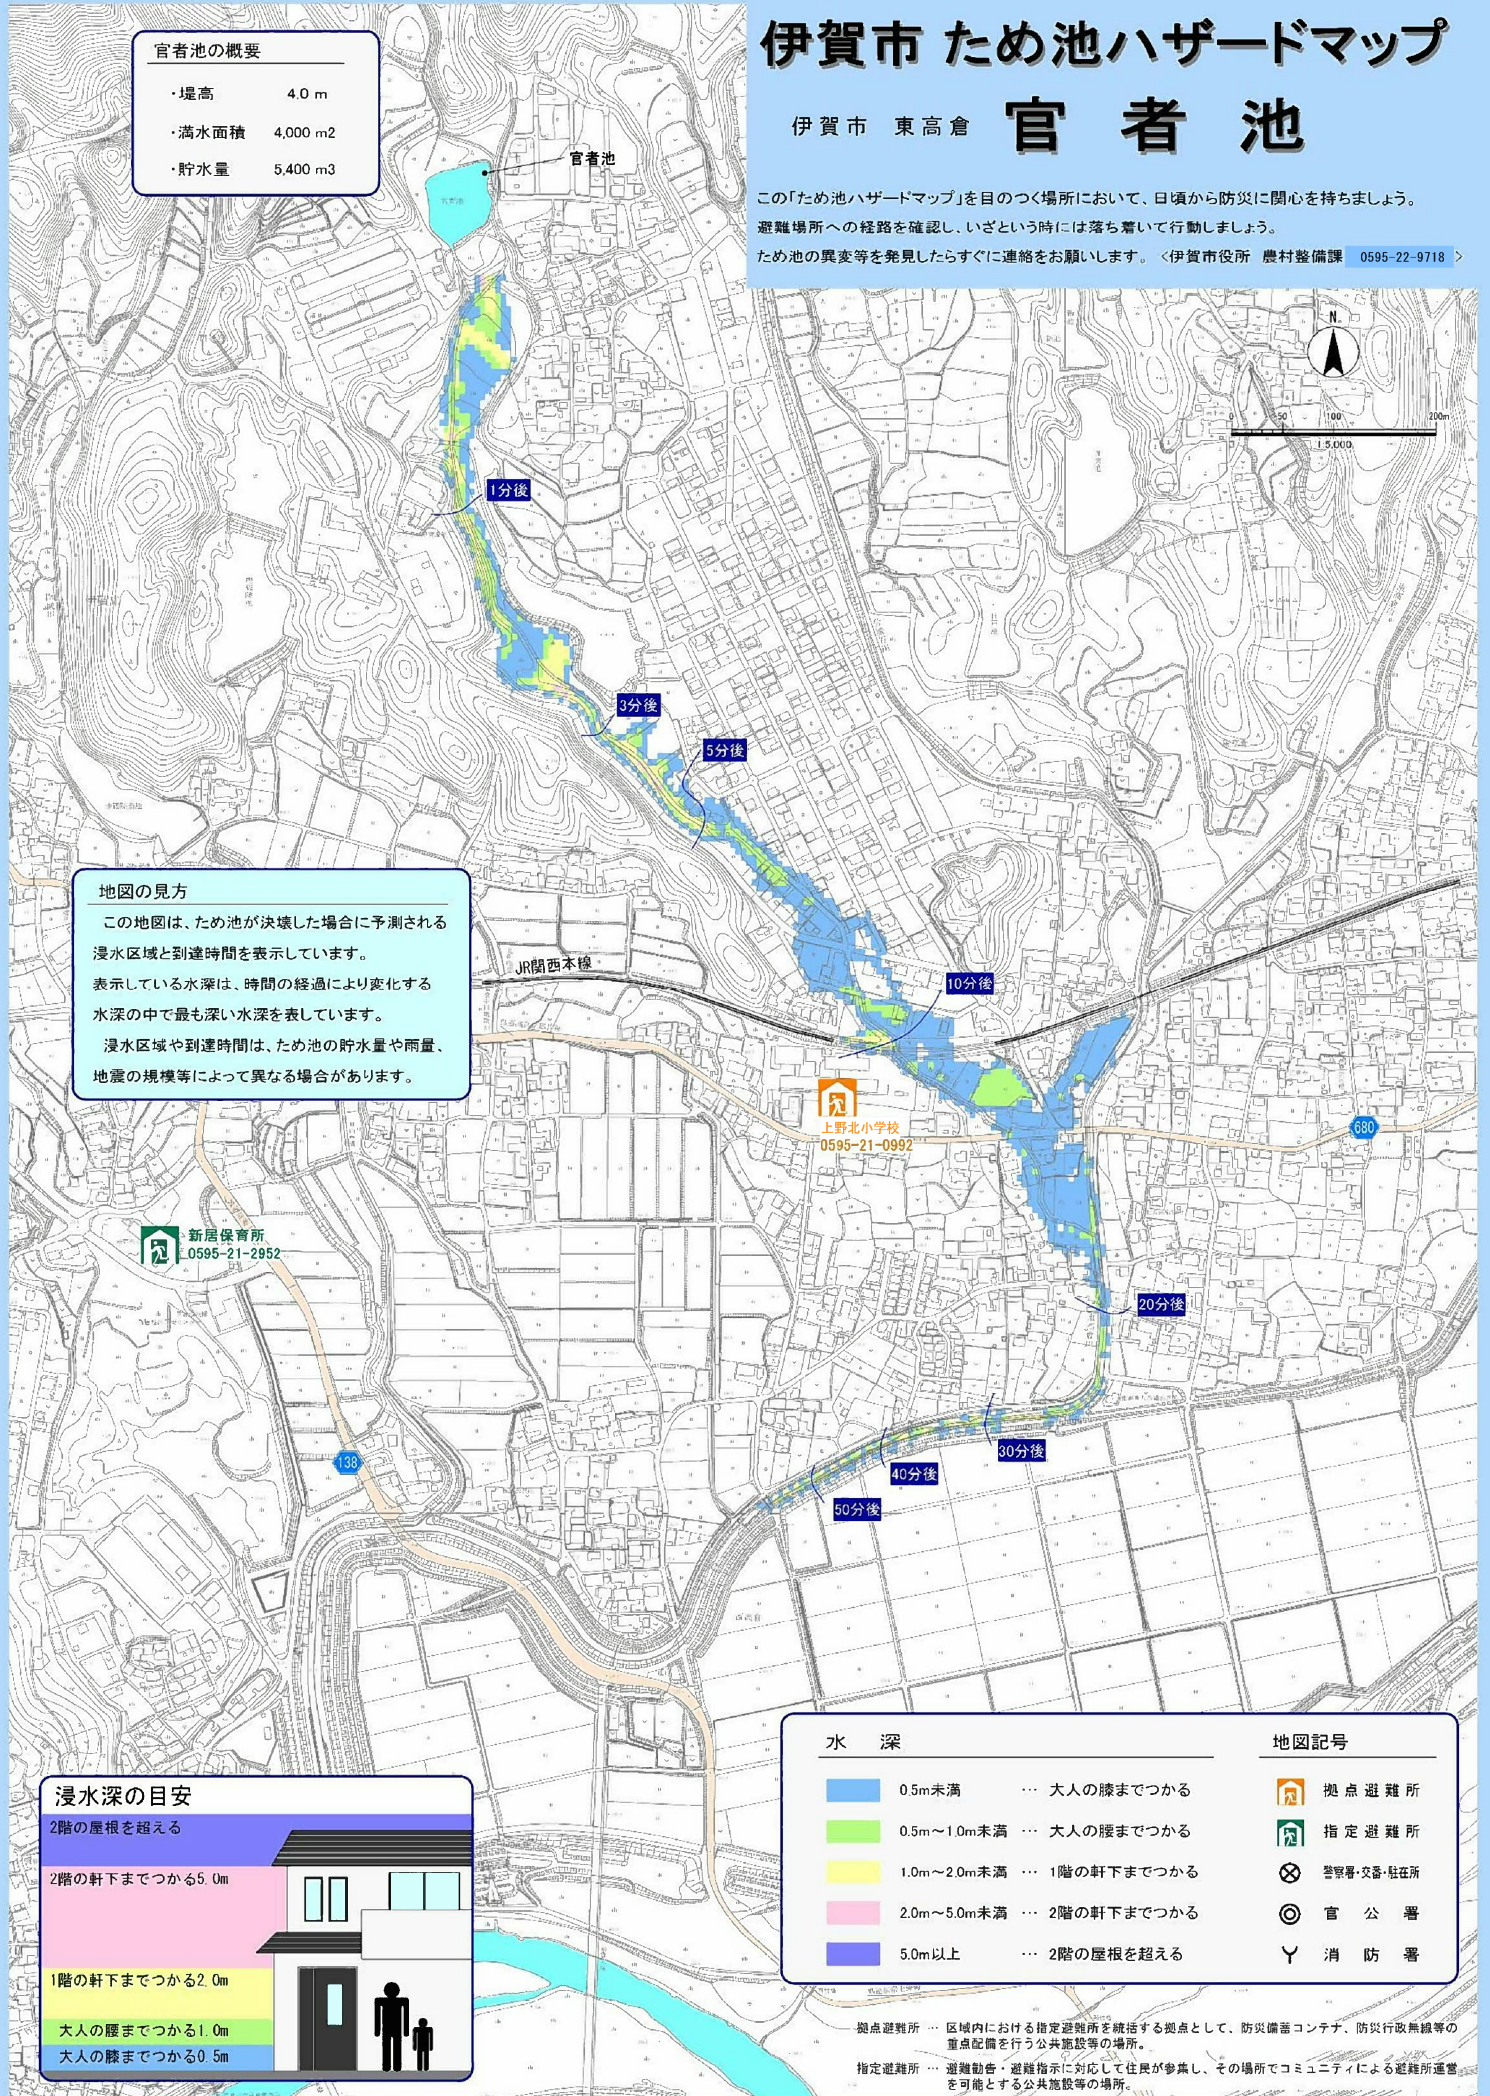 伊賀市 ため池ハザードマップ
伊賀市 東高倉 官者池
この「ため池ハザードマップ」を目のつく場所において、日頃から防災に関心を持ちましょう。
避難場所への経路を確認し、いざという時には落ち着いて行動しましょう。
ため池の異変等を発見したらすぐに連絡をお願いします。〈伊賀市役所 農村整備課 0595-22-9718 〉
官者池の概要
・堤高 4.0 m
・満水面積 4,000 m2
・貯水量 5,400 m3
官者池
N
0 50 100 200m
1:5,000
1分後
3分後
5分後
地図の見方
この地図は、ため池が決壊した場合に予測される
浸水区域と到達時間を表示しています。
表示している水深は、時間の経過により変化する
水深の中で最も深い水深を表しています。
浸水区域や到達時間は、ため池の貯水量や雨量、
地震の規模等によって異なる場合があります。
JR関西本線
10分後
上野北小学校
0595-21-0992
680
新居保育所
0595-21-2952
20分後
30分後
40分後
50分後
138
浸水深の目安
2階の屋根を超える
2階の軒下までつかる5.0m
1階の軒下までつかる2.0m
大人の腰までつかる1.0m
大人の膝までつかる0.5m
水 深
0.5m未満 … 大人の膝までつかる
0.5m～1.0m未満 … 大人の腰までつかる
1.0m～2.0m未満 … 1階の軒下までつかる
2.0m～5.0m未満 … 2階の軒下までつかる
5.0m以上 … 2階の屋根を超える
地図記号
拠点避難所
指定避難所
警察署・交番・駐在所
官公署
消防署
拠点避難所 … 区域内における指定避難所を統括する拠点として、防災備蓄コンテナ、防災行政無線等の
重点配備を行う公共施設等の場所。
指定避難所 … 避難勧告・避難指示に対応して住民が参集し、その場所でコミュニティによる避難所運営
を可能とする公共施設等の場所。